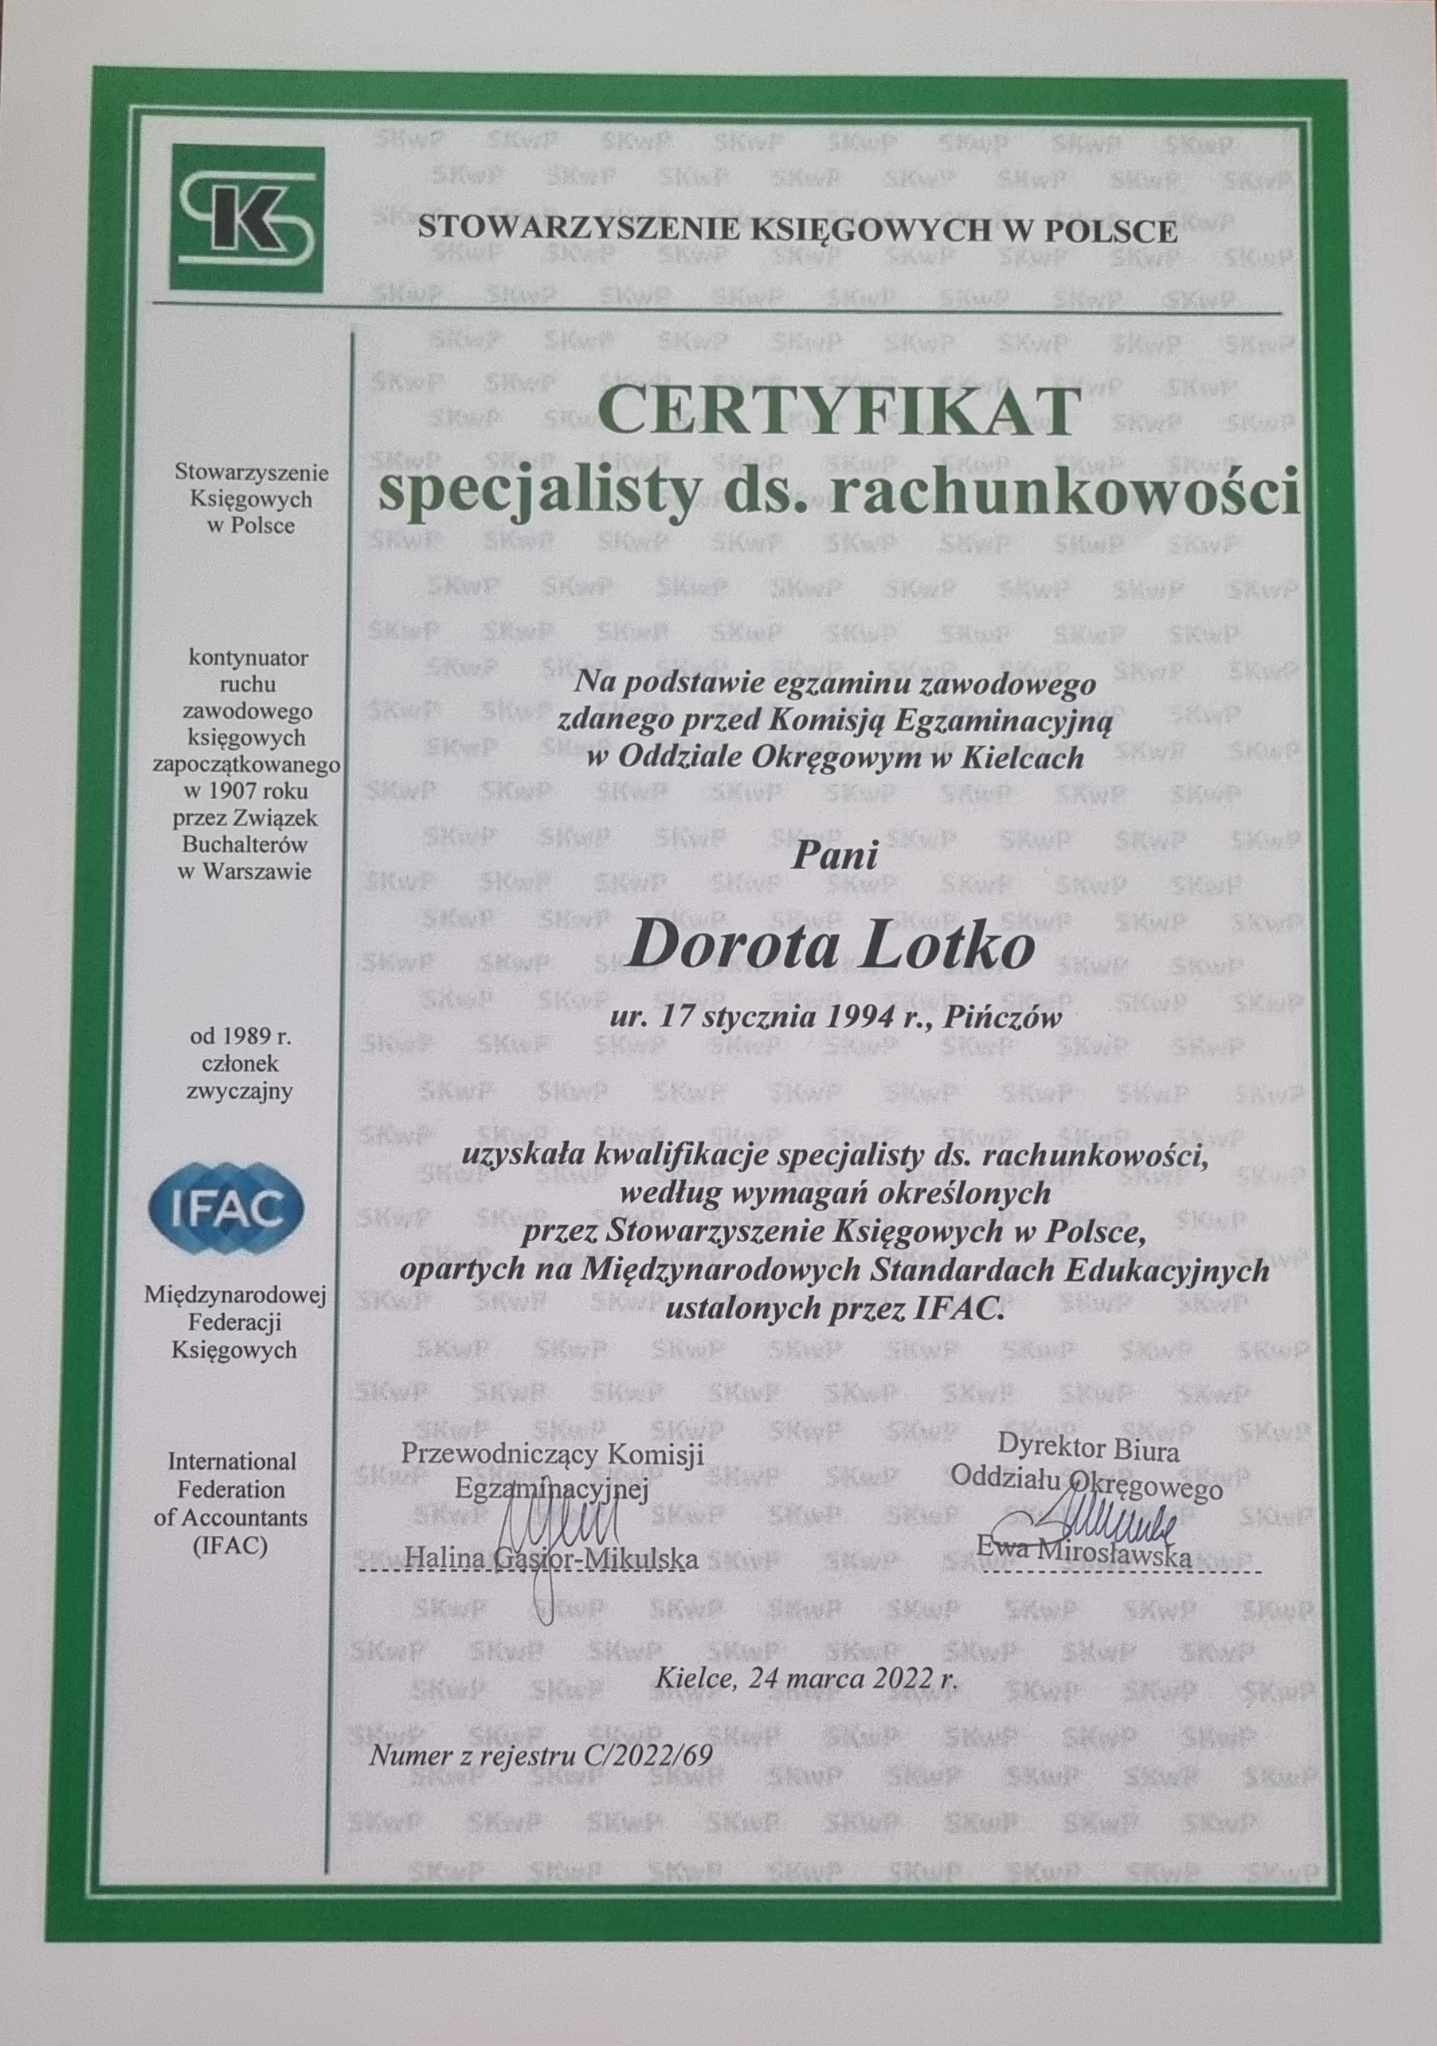 SK
STOWARZYSZENIE KSIĘGOWYCH W POLSCE
CERTYFIKAT
specjalisty ds. rachunkowości
Stowarzyszenie
Księgowych
w Polsce
kontynuator
ruchu
zawodowego
księgowych
zapoczątkowanego
w 1907 roku
przez Związek
Buchalterów
w Warszawie
od 1989 r.
członek
zwyczajny
IFAC
Międzynarodowej
Federacji
Księgowych
International
Federation
of Accountants
(IFAC)
Na podstawie egzaminu zawodowego
zdanego przed Komisją Egzaminacyjną
w Oddziale Okręgowym w Kielcach
Pani
Dorota Lotko
ur. 17 stycznia 1994 r., Pińczów
uzyskała kwalifikacje specjalisty ds. rachunkowości,
według wymagań określonych
przez Stowarzyszenie Księgowych w Polsce,
opartych na Międzynarodowych Standardach Edukacyjnych
ustalonych przez IFAC.
Przewodniczący Komisji
Egzaminacyjnej
Halina Gąsior-Mikulska
Dyrektor Biura
Oddziału Okręgowego
Ewa Mirosławska
Kielce, 24 marca 2022 r.
Numer z rejestru C/2022/69
SKwP